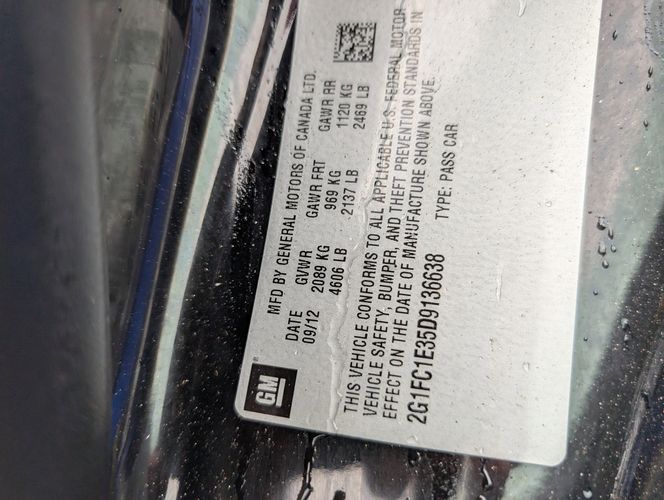 MFD BY GENERAL MOTORS OF CANADA LTD.
DATE GVWR GAWR FRT GAWR RR
09/12 2089 KG 969 KG 1120 KG
4606 LB 2137 LB 2469 LB
THIS VEHICLE CONFORMS TO ALL APPLICABLE U.S. FEDERAL MOTOR
VEHICLE SAFETY, BUMPER, AND THEFT PREVENTION STANDARDS IN
EFFECT ON THE DATE OF MANUFACTURE SHOWN ABOVE.
2G1FC1E35D9136638 TYPE: PASS CAR
GM®